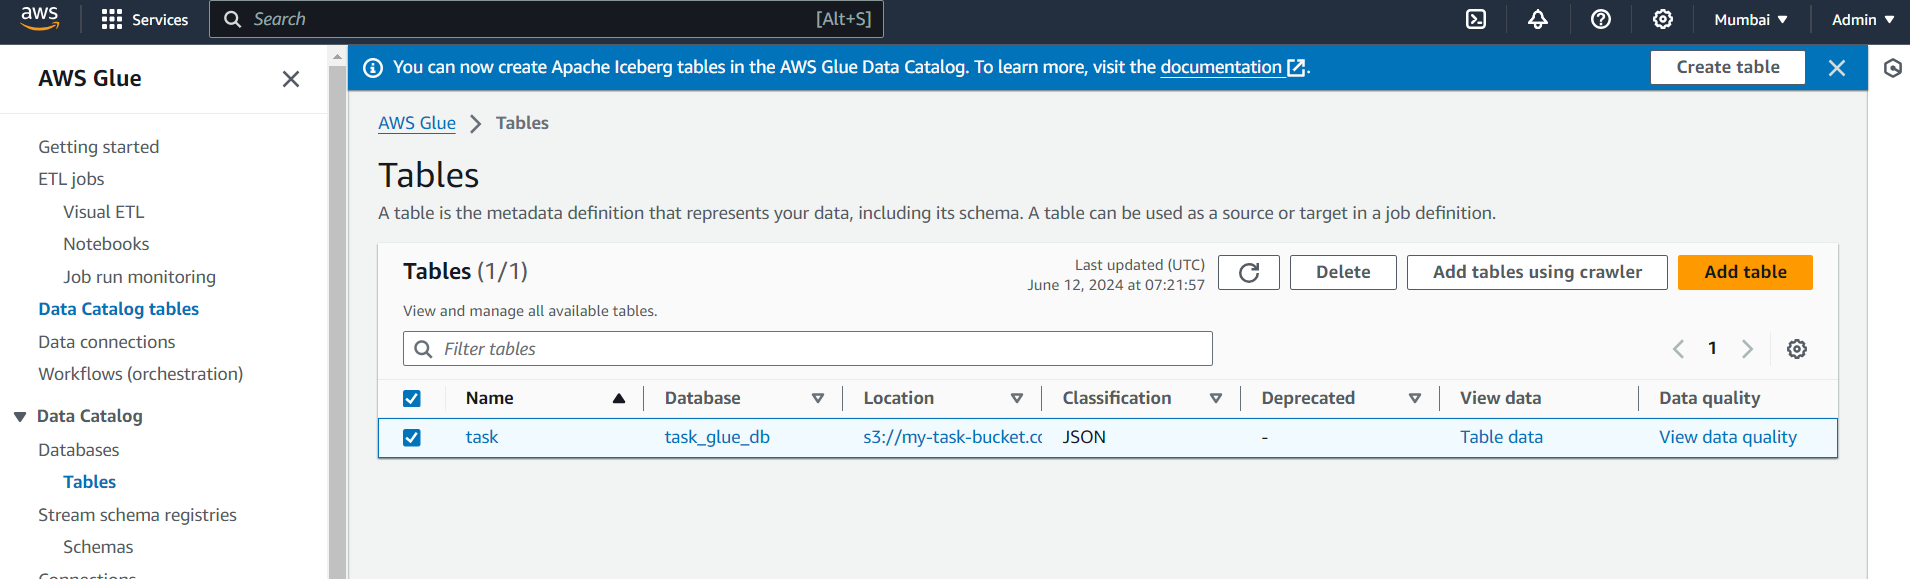 aws Services Search [Alt+S] Mumbai Admin
AWS Glue
You can now create Apache Iceberg tables in the AWS Glue Data Catalog. To learn more, visit the documentation. Create table
AWS Glue > Tables
Getting started
ETL jobs
Visual ETL
Notebooks
Job run monitoring
Data Catalog tables
Data connections
Workflows (orchestration)
Data Catalog
Databases
Tables
Stream schema registries
Schemas
Connections
Tables
A table is the metadata definition that represents your data, including its schema. A table can be used as a source or target in a job definition.
Tables (1/1)
Last updated (UTC)
June 12, 2024 at 07:21:57
Delete Add tables using crawler Add table
View and manage all available tables.
Filter tables
1
Name Database Location Classification Deprecated View data Data quality
task task_glue_db s3://my-task-bucket.cc JSON - Table data View data quality